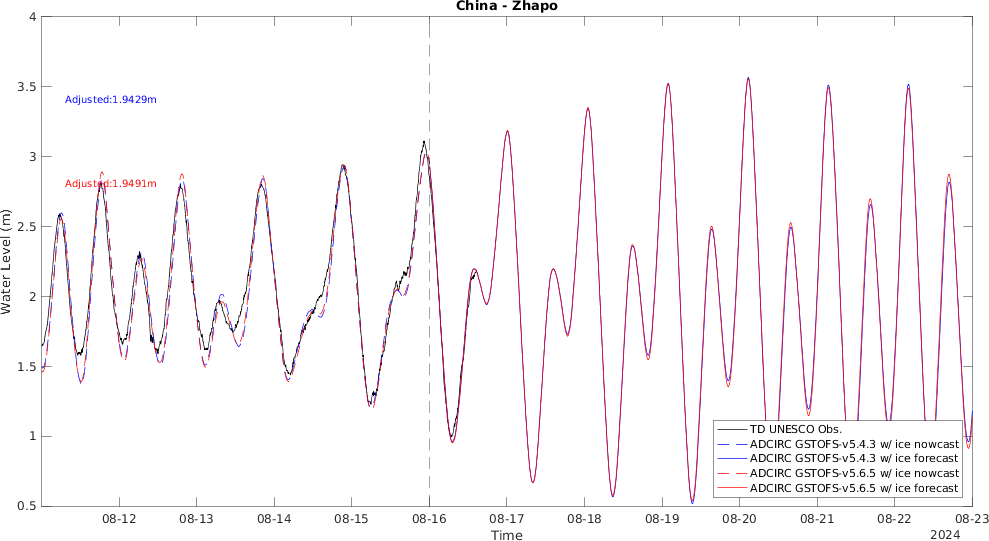 China - Zhapo
4
3.5
3
2.5
2
1.5
1
0.5
Water Level (m)
Adjusted:1.9429m
Adjusted:1.9491m
TD UNESCO Obs.
ADCIRC GSTOFS-v5.4.3 w/ ice nowcast
ADCIRC GSTOFS-v5.4.3 w/ ice forecast
ADCIRC GSTOFS-v5.6.5 w/ ice nowcast
ADCIRC GSTOFS-v5.6.5 w/ ice forecast
08-12 08-13 08-14 08-15 08-16 08-17 08-18 08-19 08-20 08-21 08-22 08-23
Time
2024